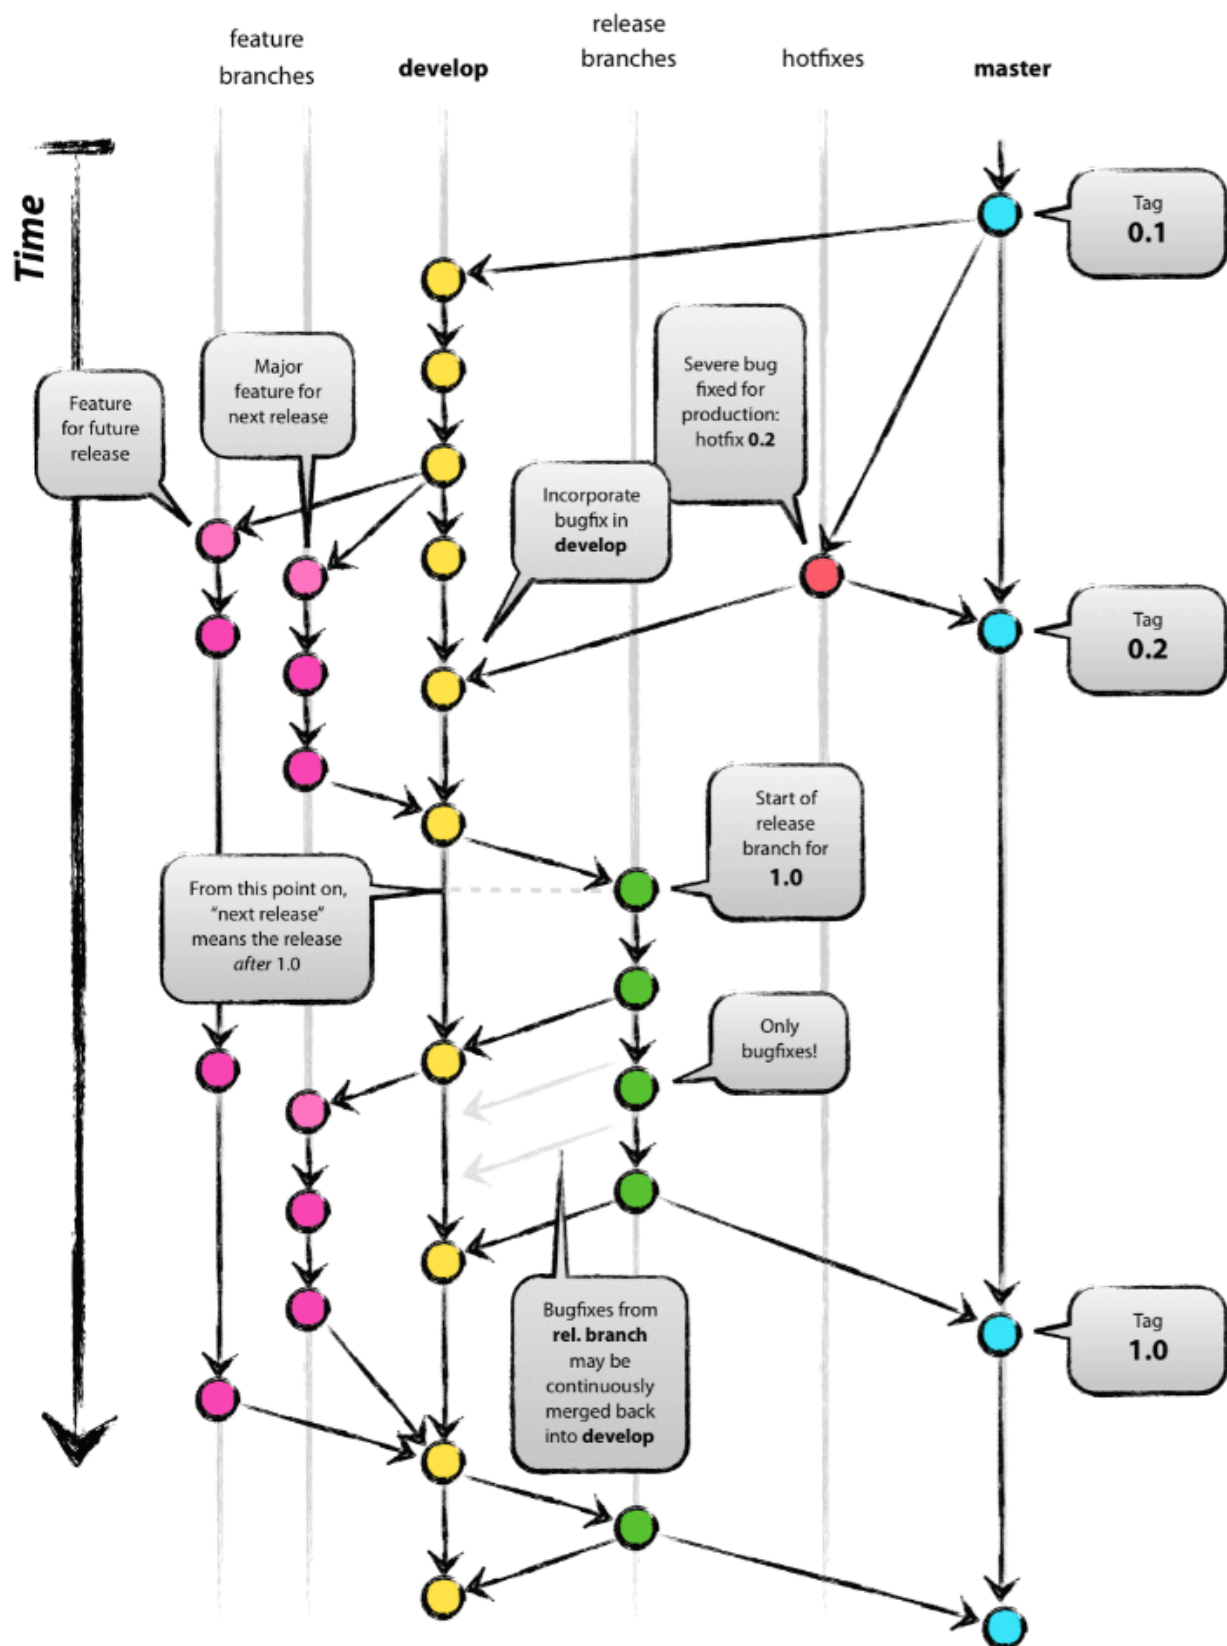 feature
branches
develop
release
branches
hotfixes
master
Time
Tag
0.1
Major
feature for
next release
Feature
for future
release
Severe bug
fixed for
production:
hotfix 0.2
Incorporate
bugfix in
develop
Tag
0.2
Start of
release
branch for
1.0
From this point on,
“next release”
means the release
after 1.0
Only
bugfixes!
Bugfixes from
rel. branch
may be
continuously
merged back
into develop
Tag
1.0